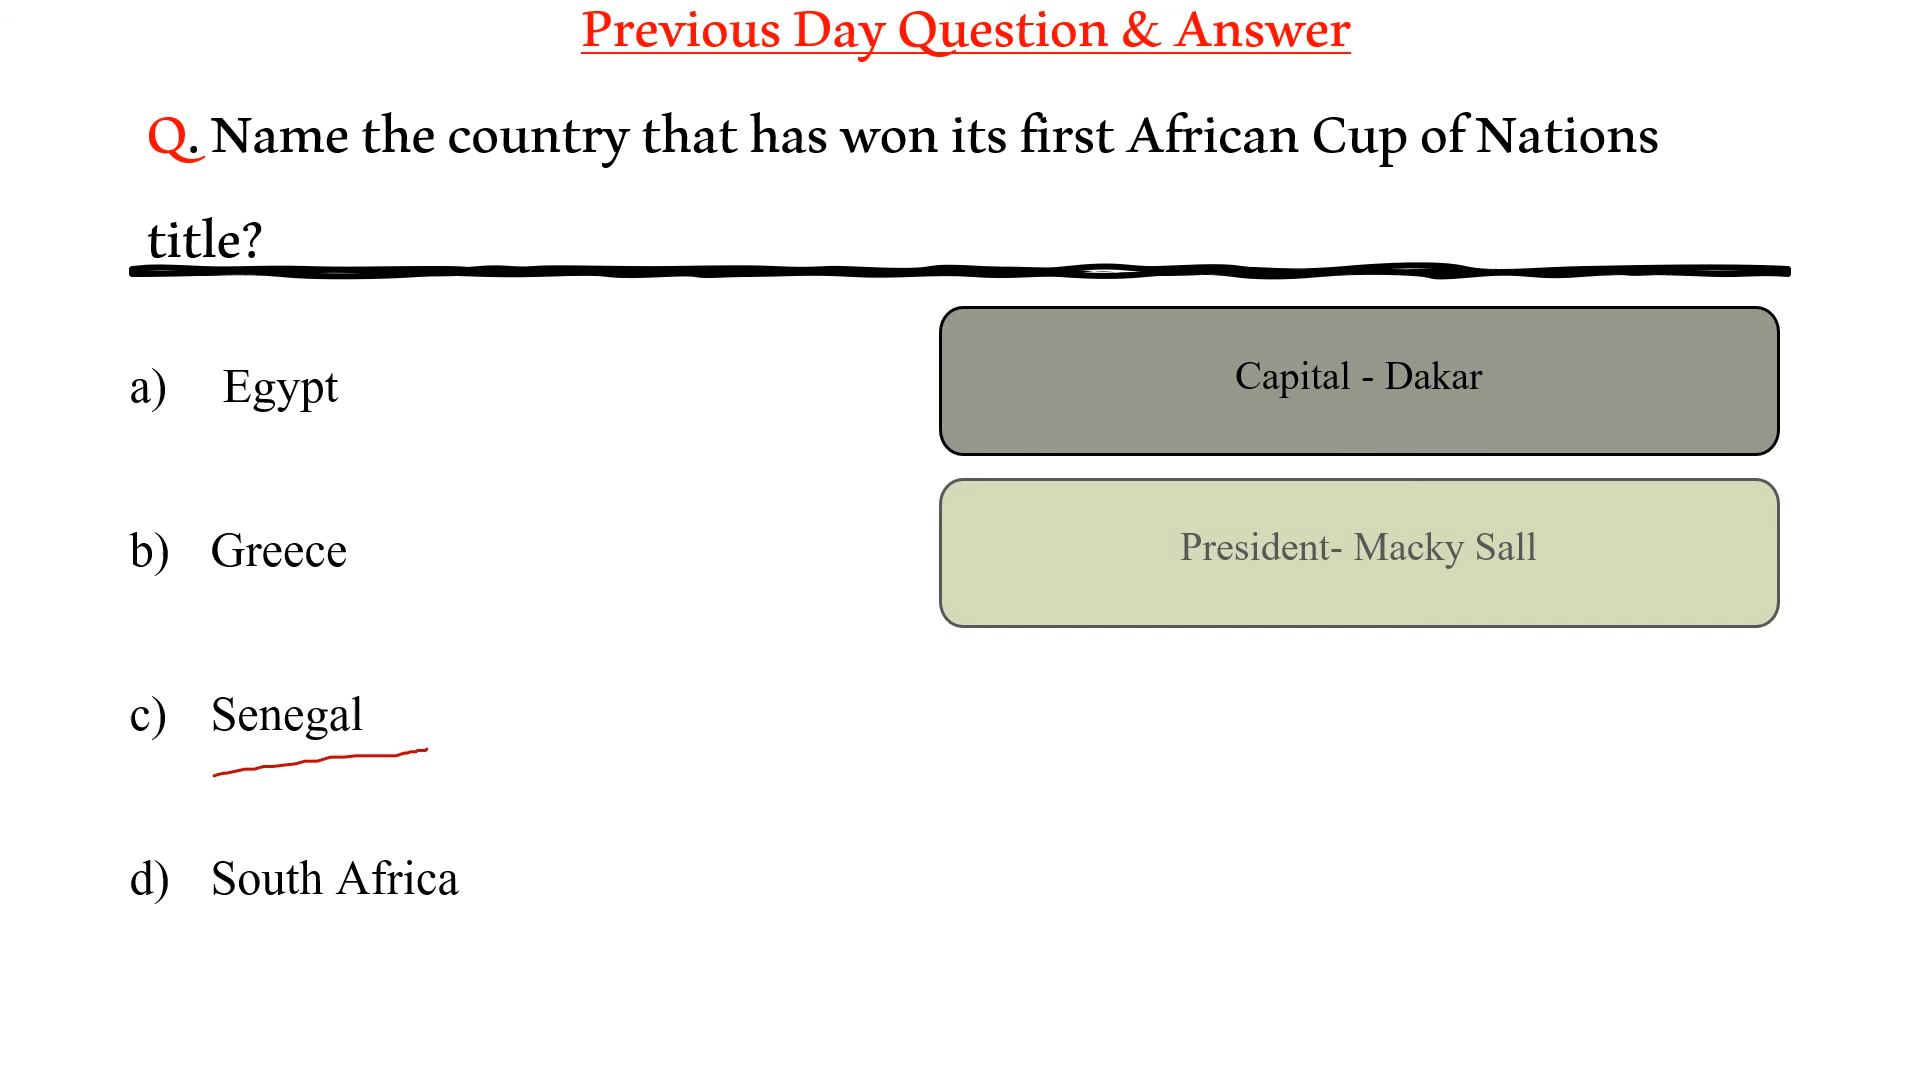 Previous Day Question & Answer
Q. Name the country that has won its first African Cup of Nations
title?
a) Egypt
b) Greece
c) Senegal
d) South Africa
Capital - Dakar
President- Macky Sall